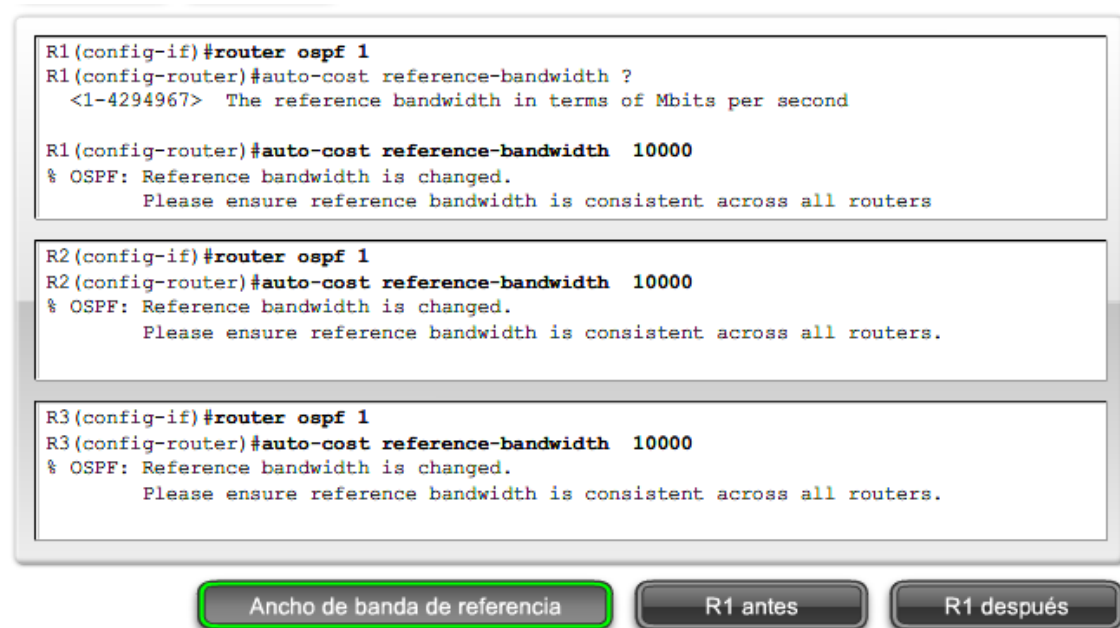 R1(config-if)#router ospf 1
R1(config-router)#auto-cost reference-bandwidth ?
<1-4294967> The reference bandwidth in terms of Mbits per second
R1(config-router)#auto-cost reference-bandwidth 10000
% OSPF: Reference bandwidth is changed.
Please ensure reference bandwidth is consistent across all routers
R2(config-if)#router ospf 1
R2(config-router)#auto-cost reference-bandwidth 10000
% OSPF: Reference bandwidth is changed.
Please ensure reference bandwidth is consistent across all routers.
R3(config-if)#router ospf 1
R3(config-router)#auto-cost reference-bandwidth 10000
% OSPF: Reference bandwidth is changed.
Please ensure reference bandwidth is consistent across all routers.
Ancho de banda de referencia R1 antes R1 después